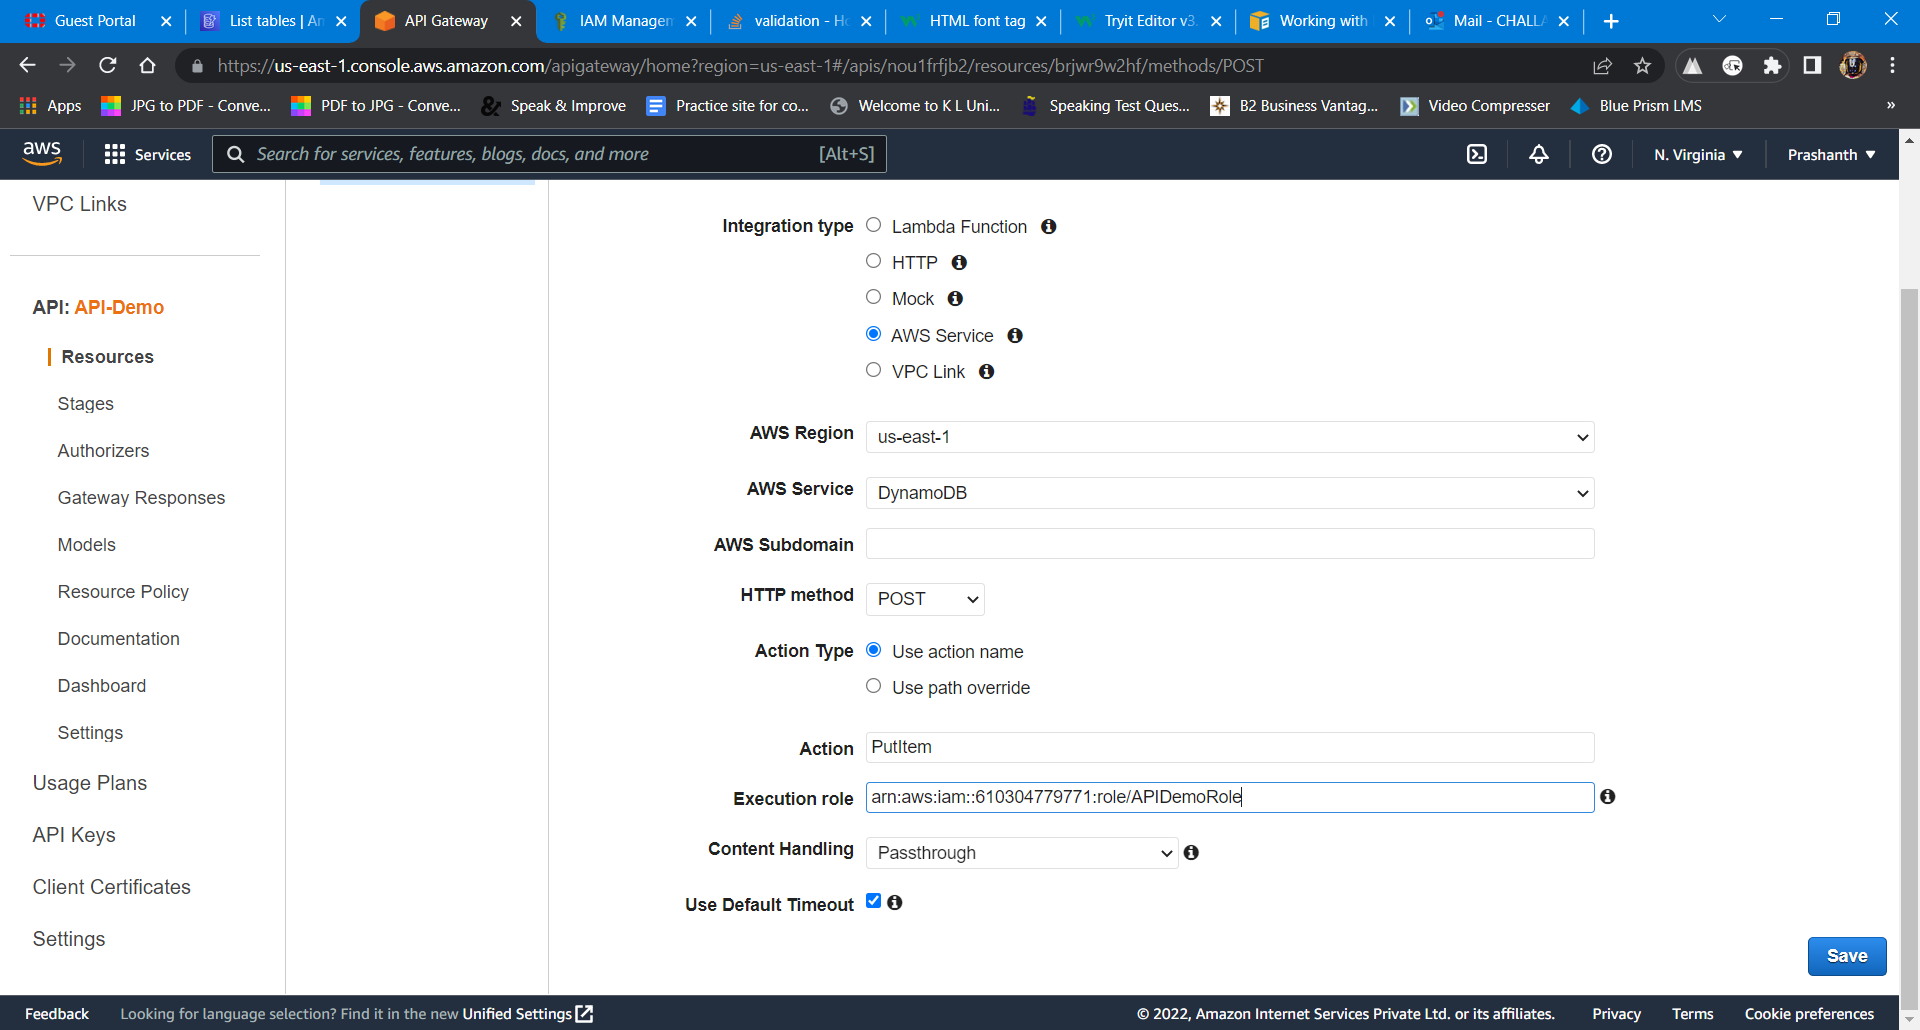 Guest Portal
List tables | Am
API Gateway
IAM Managem
validation - Ho
HTML font tag
Tryit Editor v3.
Working with
Mail - CHALLA
https://us-east-1.console.aws.amazon.com/apigateway/home?region=us-east-1#/apis/nou1frfjb2/resources/brjwr9w2hf/methods/POST
Apps
JPG to PDF - Conve...
PDF to JPG - Conve...
Speak & Improve
Practice site for co...
Welcome to K L Uni...
Speaking Test Ques...
B2 Business Vantag...
Video Compresser
Blue Prism LMS
»
aws
Services
Search for services, features, blogs, docs, and more
[Alt+S]
N. Virginia ▼
Prashanth ▼
VPC Links
API: API-Demo
Resources
Stages
Authorizers
Gateway Responses
Models
Resource Policy
Documentation
Dashboard
Settings
Usage Plans
API Keys
Client Certificates
Settings
Integration type
Lambda Function
HTTP
Mock
AWS Service
VPC Link
AWS Region us-east-1
AWS Service DynamoDB
AWS Subdomain
HTTP method POST
Action Type Use action name
Use path override
Action PutItem
Execution role arn:aws:iam::610304779771:role/APIDemoRole
Content Handling Passthrough
Use Default Timeout
Save
Feedback
Looking for language selection? Find it in the new Unified Settings
© 2022, Amazon Internet Services Private Ltd. or its affiliates.
Privacy
Terms
Cookie preferences